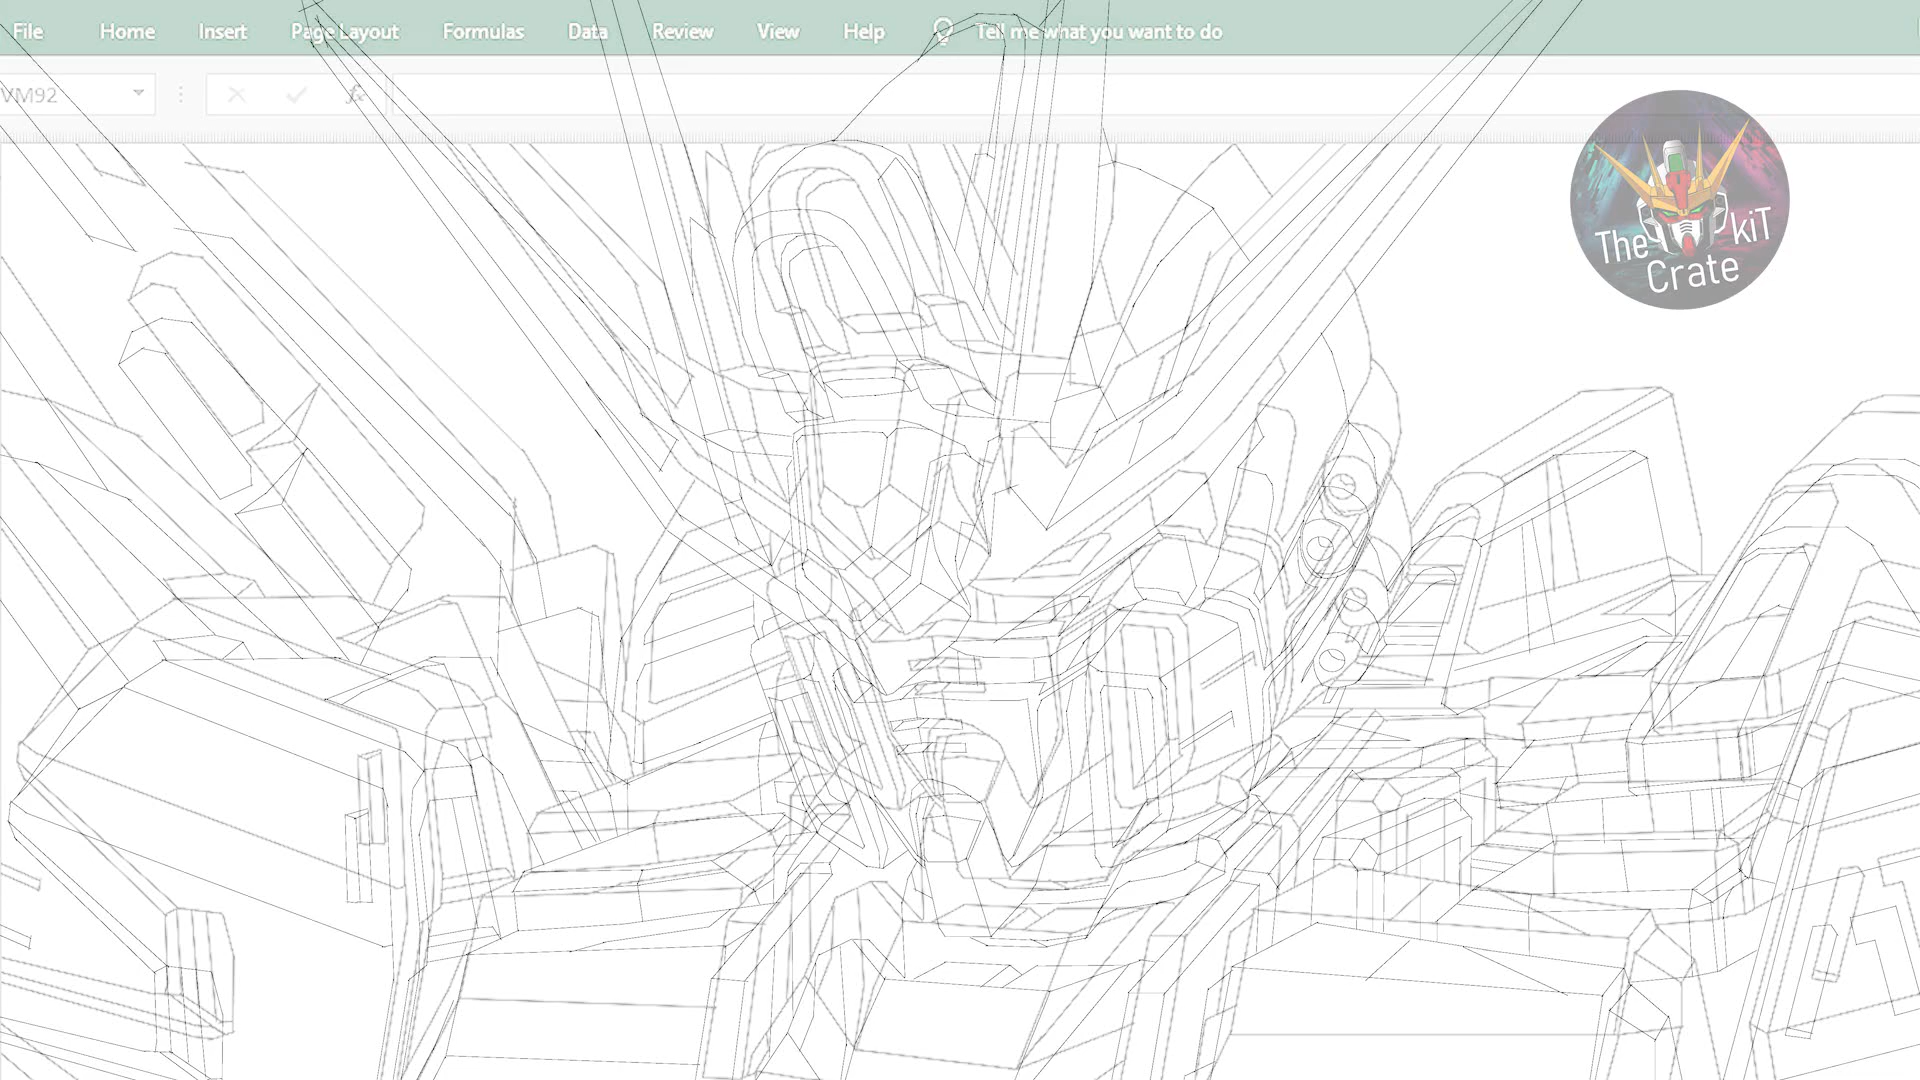 File Home Insert Page Layout Formulas Data Review View Help Tell me what you want to do
VM92 fx
The kiT
Crate